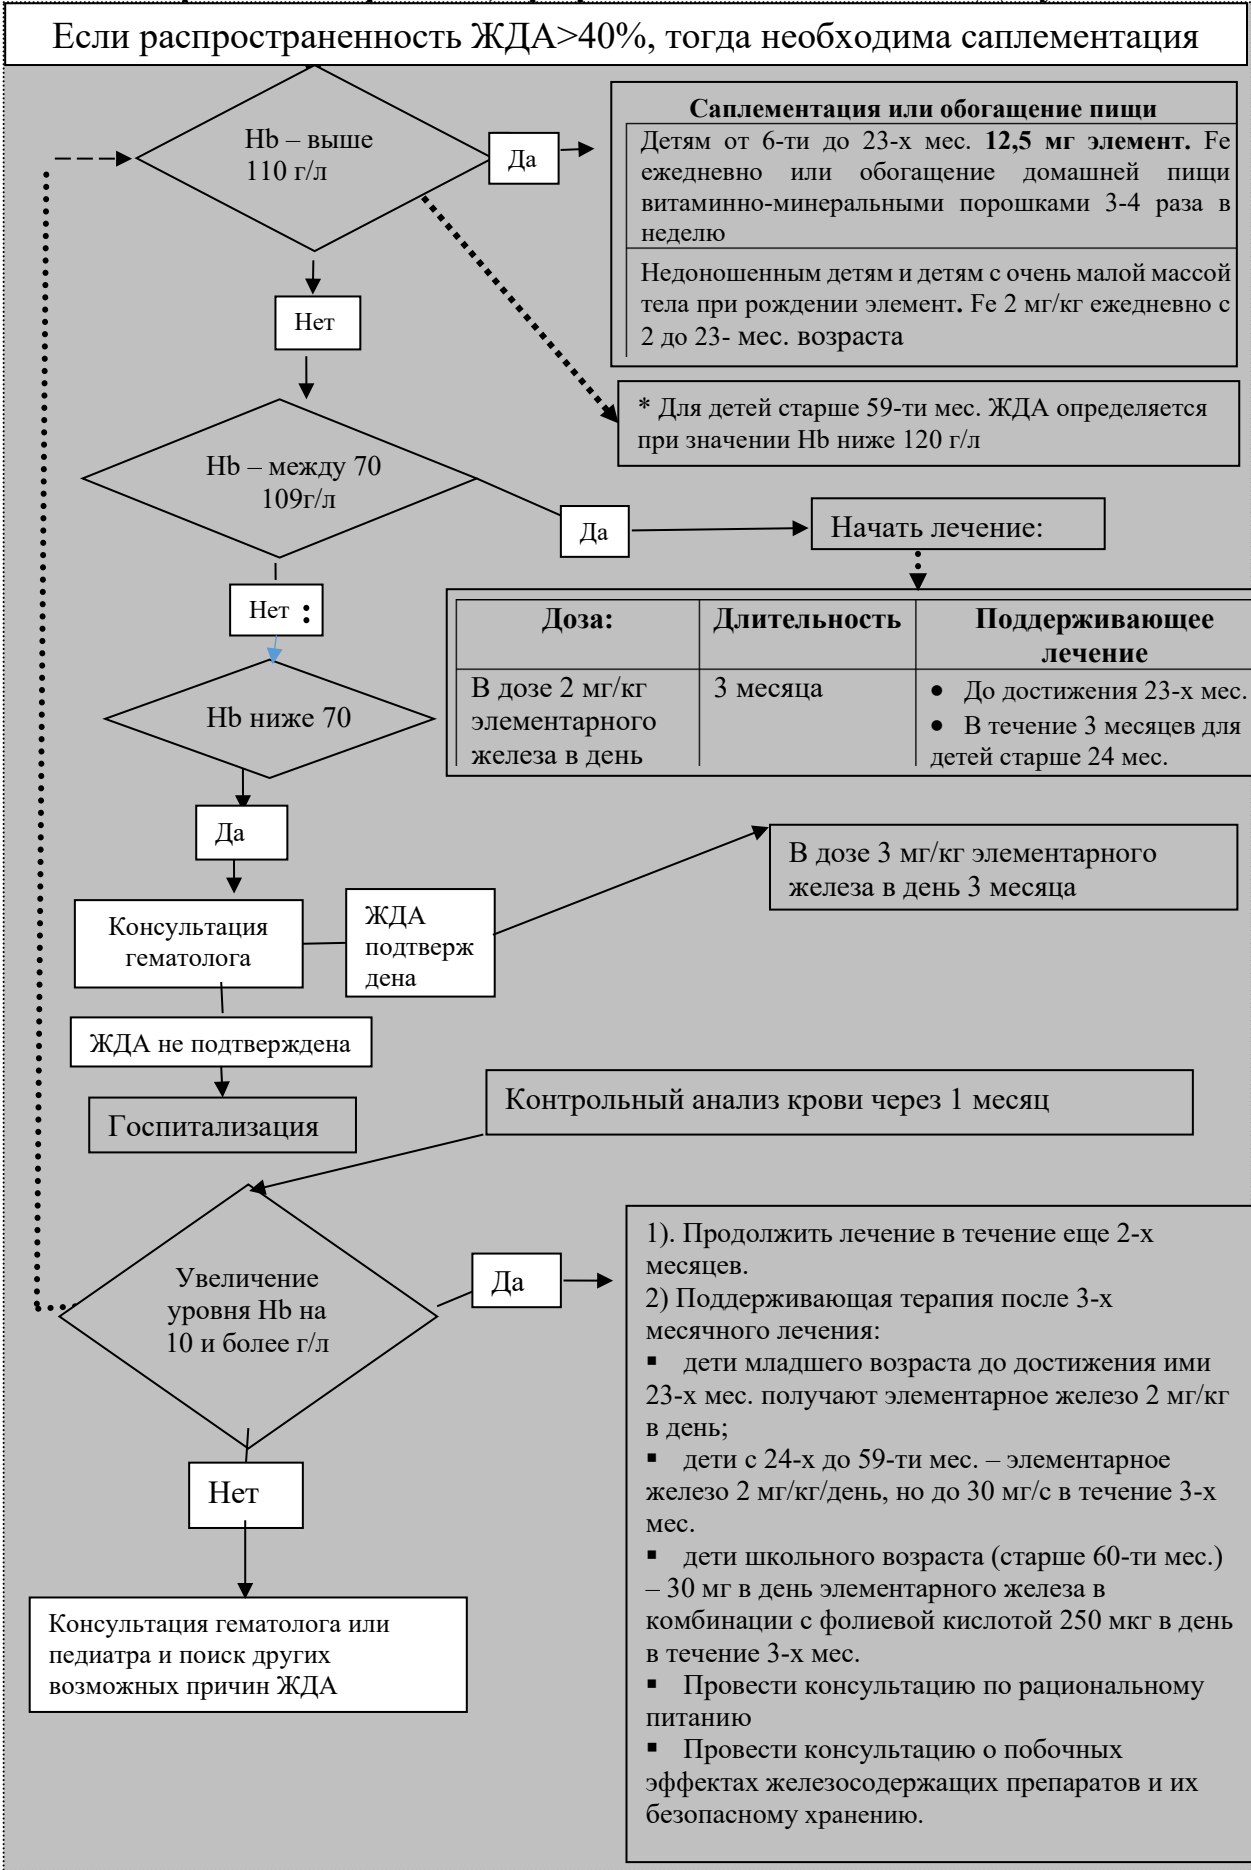 Если распространенность ЖДА>40%, тогда необходима саплементация
Hb – выше
110 г/л
Да
Саплементация или обогащение пищи
Детям от 6-ти до 23-х мес. 12,5 мг элемент. Fe
ежедневно или обогащение домашней пищи
витаминно-минеральными порошками 3-4 раза в
неделю
Недоношенным детям и детям с очень малой массой
тела при рождении элемент. Fe 2 мг/кг ежедневно с
2 до 23- мес. возраста
Нет
* Для детей старше 59-ти мес. ЖДА определяется
при значении Hb ниже 120 г/л
Hb – между 70
109г/л
Да
Начать лечение:
Нет :
Доза:
Длительность
Поддерживающее
лечение
В дозе 2 мг/кг
элементарного
железа в день
3 месяца
• До достижения 23-х мес.
• В течение 3 месяцев для
детей старше 24 мес.
Hb ниже 70
Да
В дозе 3 мг/кг элементарного
железа в день 3 месяца
Консультация
гематолога
ЖДА
подтверж
дена
ЖДА не подтверждена
Госпитализация
Контрольный анализ крови через 1 месяц
Увеличение
уровня Hb на
10 и более г/л
Да
1). Продолжить лечение в течение еще 2-х
месяцев.
2) Поддерживающая терапия после 3-х
месячного лечения:
▪ дети младшего возраста до достижения ими
23-х мес. получают элементарное железо 2 мг/кг
в день;
▪ дети с 24-х до 59-ти мес. – элементарное
железо 2 мг/кг/день, но до 30 мг/с в течение 3-х
мес.
▪ дети школьного возраста (старше 60-ти мес.)
– 30 мг в день элементарного железа в
комбинации с фолиевой кислотой 250 мкг в день
в течение 3-х мес.
▪ Провести консультацию по рациональному
питанию
▪ Провести консультацию о побочных
эффектах железосодержащих препаратов и их
безопасному хранению.
Нет
Консультация гематолога или
педиатра и поиск других
возможных причин ЖДА